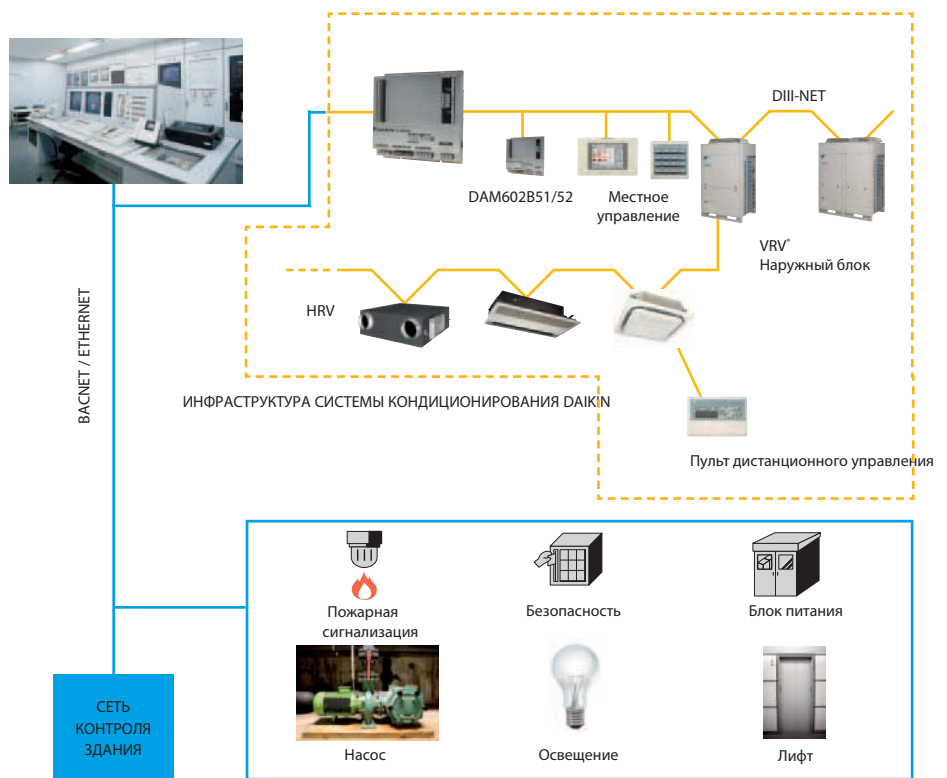 DIII-NET
DAM602B51/52
Местное
управление
VRV®
Наружный блок
HRV
BACNET / ETHERNET
ИНФРАСТРУКТУРА СИСТЕМЫ КОНДИЦИОНИРОВАНИЯ DAIKIN
Пульт дистанционного управления
Пожарная
сигнализация
Безопасность
Блок питания
Насос
Освещение
Лифт
СЕТЬ
КОНТРОЛЯ
ЗДАНИЯ